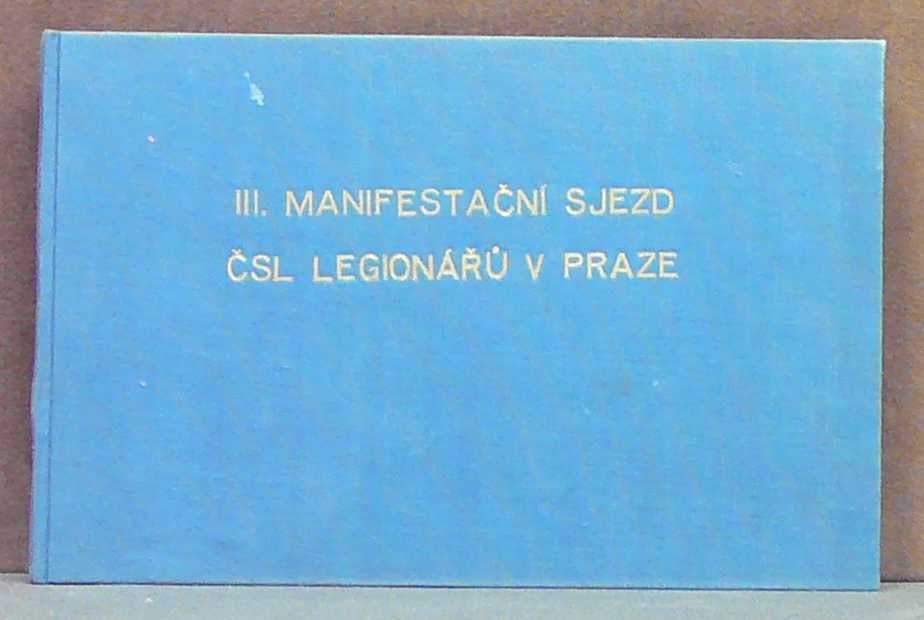 III. MANIFESTAČNÍ SJEZD
ČSL LEGIONÁŘŮ V PRAZE